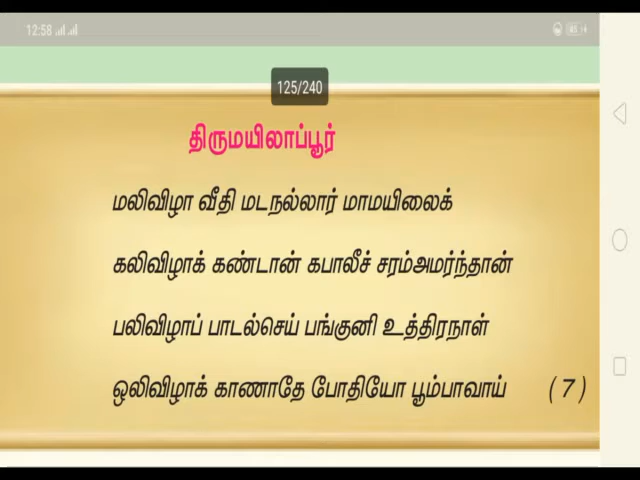 12:58
85
125/240
திருமயிலாப்பூர்
மலிவிழா வீதி மடநல்லார் மாமயிலைக்
கலிவிழாக் கண்டான் கபாலீச் சரம்அமர்ந்தான்
பலிவிழாப் பாடல்செய் பங்குனி உத்திரநாள்
ஒலிவிழாக் காணாதே போதியோ பூம்பாவாய் (7)